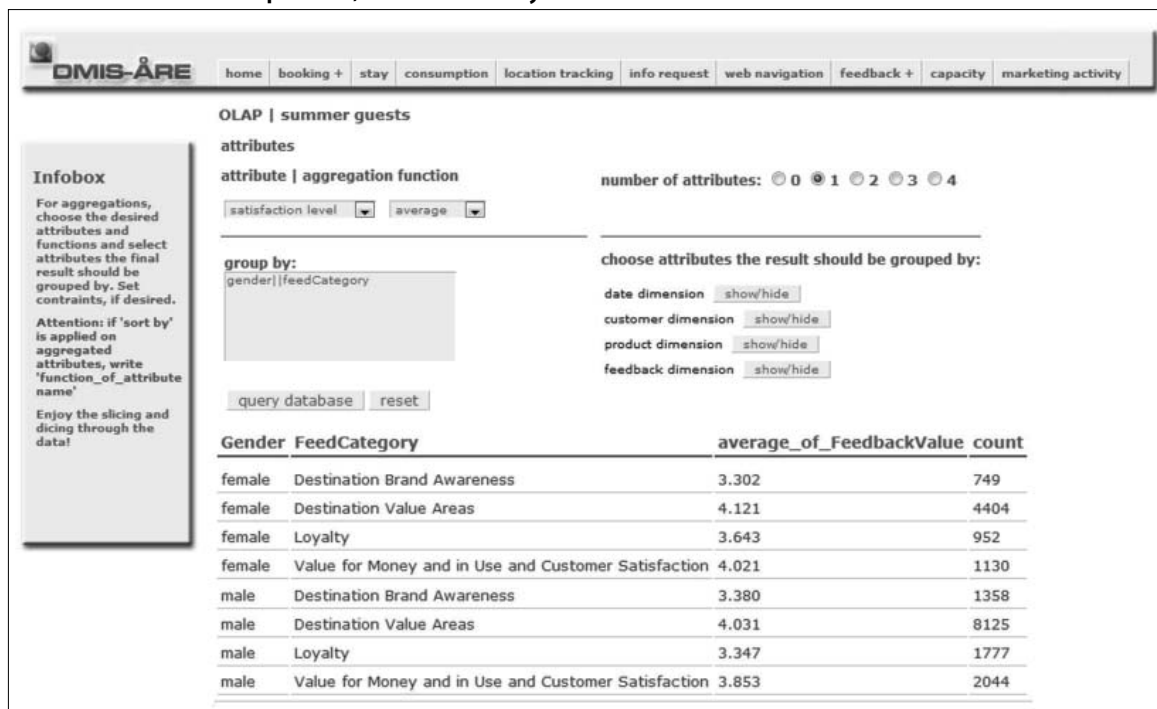 DMIS-ÅRE
home booking + stay consumption location tracking info request web navigation feedback + capacity marketing activity
OLAP | summer guests
attributes
attribute | aggregation function
number of attributes: 0 1 2 3 4
satisfaction level average
Infobox
For aggregations,
choose the desired
attributes and
functions and select
attributes the final
result should be
grouped by. Set
contraints, if desired.
Attention: if 'sort by'
is applied on
aggregated
attributes, write
'function_of_attribute
name'
Enjoy the slicing and
dicing through the
data!
group by:
gender||feedCategory
choose attributes the result should be grouped by:
date dimension show/hide
customer dimension show/hide
product dimension show/hide
feedback dimension show/hide
query database reset
Gender FeedCategory average_of_FeedbackValue count
female Destination Brand Awareness 3.302 749
female Destination Value Areas 4.121 4404
female Loyalty 3.643 952
female Value for Money and in Use and Customer Satisfaction 4.021 1130
male Destination Brand Awareness 3.380 1358
male Destination Value Areas 4.031 8125
male Loyalty 3.347 1777
male Value for Money and in Use and Customer Satisfaction 3.853 2044